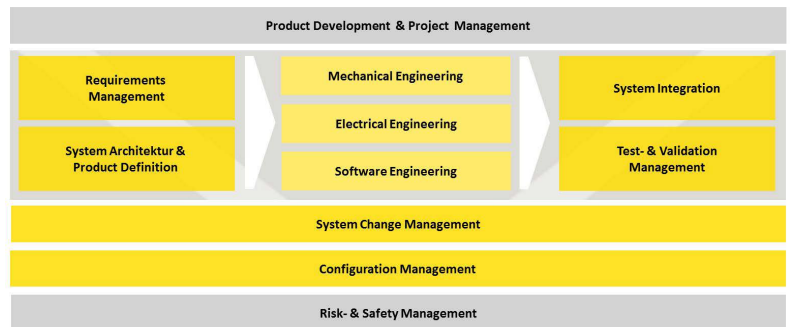 Product Development & Project Management
Requirements
Management
System Architektur &
Product Definition
Mechanical Engineering
Electrical Engineering
Software Engineering
System Integration
Test- & Validation
Management
System Change Management
Configuration Management
Risk- & Safety Management